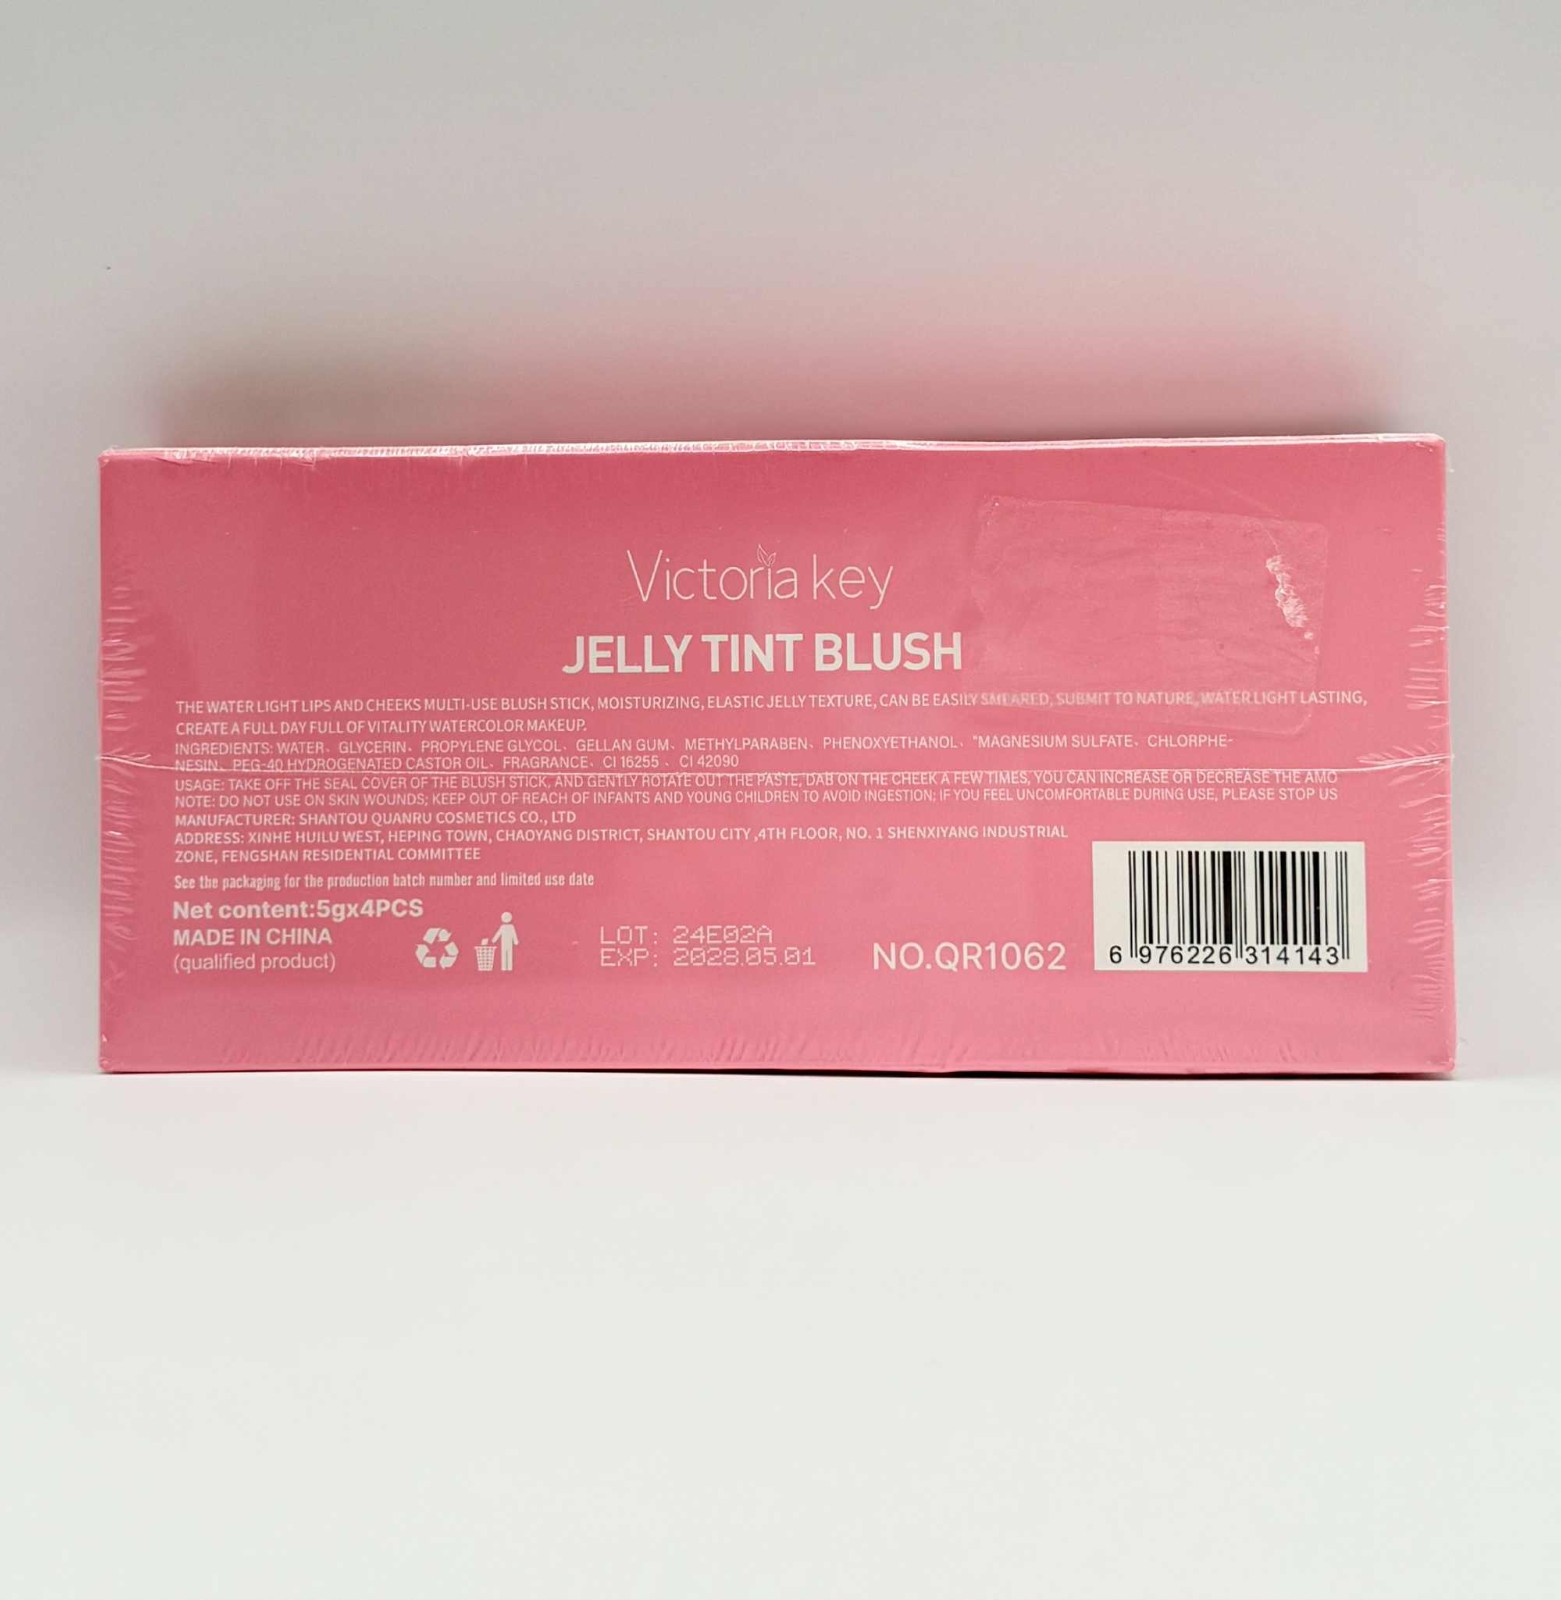 Victoria key
JELLY TINT BLUSH
THE WATER LIGHT LIPS AND CHEEKS MULTI-USE BLUSH STICK, MOISTURIZING, ELASTIC JELLY TEXTURE, CAN BE EASILY SMEARED, SUBMIT TO NATURE, WATER LIGHT LASTING,
CREATE A FULL DAY FULL OF VITALITY WATERCOLOR MAKEUP.
INGREDIENTS: WATER、GLYCERIN、PROPYLENE GLYCOL、GELLAN GUM、METHYLPARABEN、PHENOXYETHANOL、"MAGNESIUM SULFATE、CHLORPHE-
NESIN、PEG-40 HYDROGENATED CASTOR OIL、FRAGRANCE、CI 16255、CI 42090
USAGE: TAKE OFF THE SEAL COVER OF THE BLUSH STICK, AND GENTLY ROTATE OUT THE PASTE, DAB ON THE CHEEK A FEW TIMES, YOU CAN INCREASE OR DECREASE THE AMO
NOTE: DO NOT USE ON SKIN WOUNDS; KEEP OUT OF REACH OF INFANTS AND YOUNG CHILDREN TO AVOID INGESTION; IF YOU FEEL UNCOMFORTABLE DURING USE, PLEASE STOP US
MANUFACTURER: SHANTOU QUANRU COSMETICS CO., LTD
ADDRESS: XINHE HUILU WEST, HEPING TOWN, CHAOYANG DISTRICT, SHANTOU CITY ,4TH FLOOR, NO. 1 SHENXIYANG INDUSTRIAL
ZONE, FENGSHAN RESIDENTIAL COMMITTEE
See the packaging for the production batch number and limited use date
Net content:5gx4PCS
MADE IN CHINA
(qualified product)
LOT: 24E02A
EXP: 2028.05.01
NO.QR1062
6 976226 314143